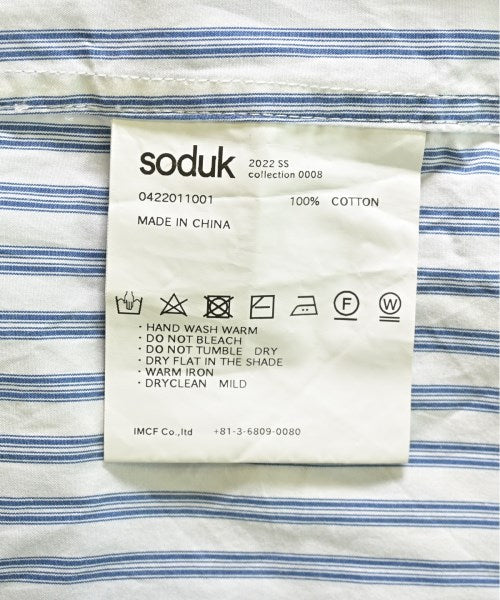 soduk 2022 SS
collection 0008
0422011001 100% COTTON
MADE IN CHINA
F W
· HAND WASH WARM
· DO NOT BLEACH
· DO NOT TUMBLE DRY
· DRY FLAT IN THE SHADE
· WARM IRON
· DRYCLEAN MILD
IMCF Co.,ltd +81-3-6809-0080